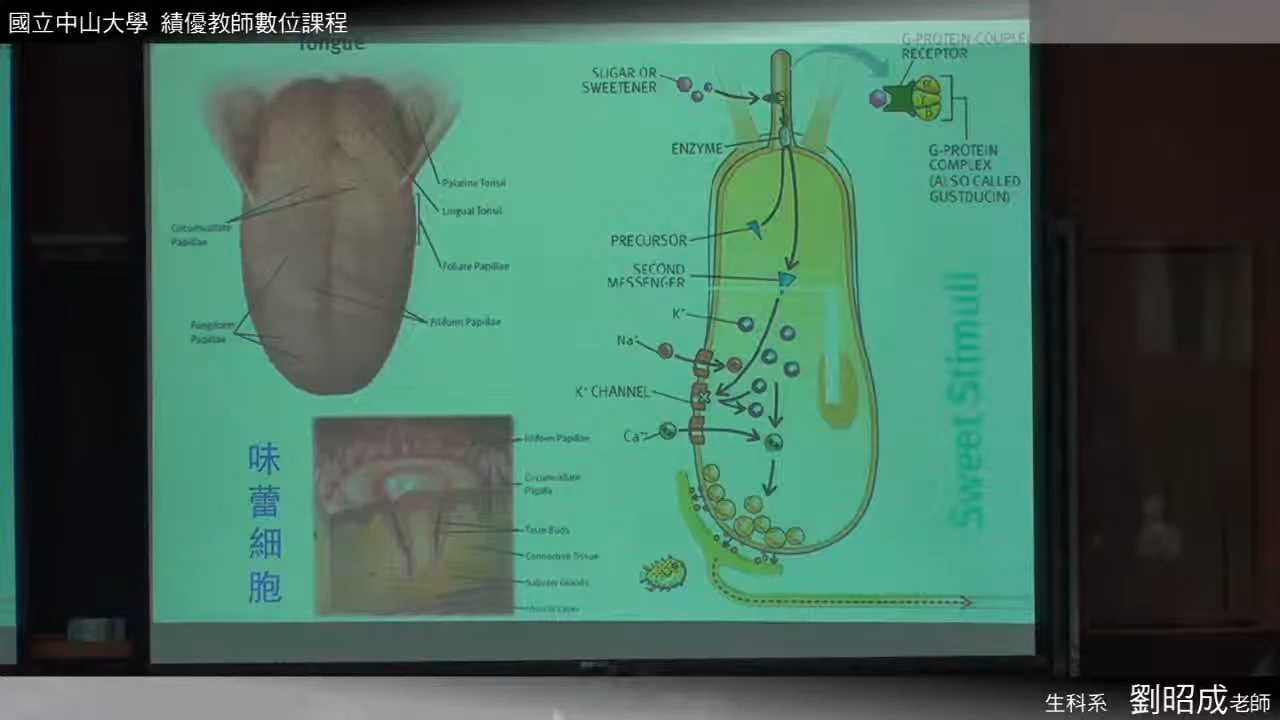 國立中山大學 績優教師數位課程
Tongue
Palatine Tonsil
Lingual Tonsil
Circumvallate
Papillae
Foliate Papillae
Fungiform
Papillae
Filiform Papillae
味
蕾
細
胞
Filiform Papillae
Circumvallate
Papilla
Taste Buds
Connective Tissue
Salivary Glands
SUGAR OR
SWEETENER
ENZYME
PRECURSOR
SECOND
MESSENGER
K⁺
Na⁺
K⁺ CHANNEL
G-PROTEIN-COUPLE
RECEPTOR
α
γ
β
G-PROTEIN
COMPLEX
(ALSO CALLED
GUSTDUCIN)
Sweet Stimuli
生科系 劉昭成老師